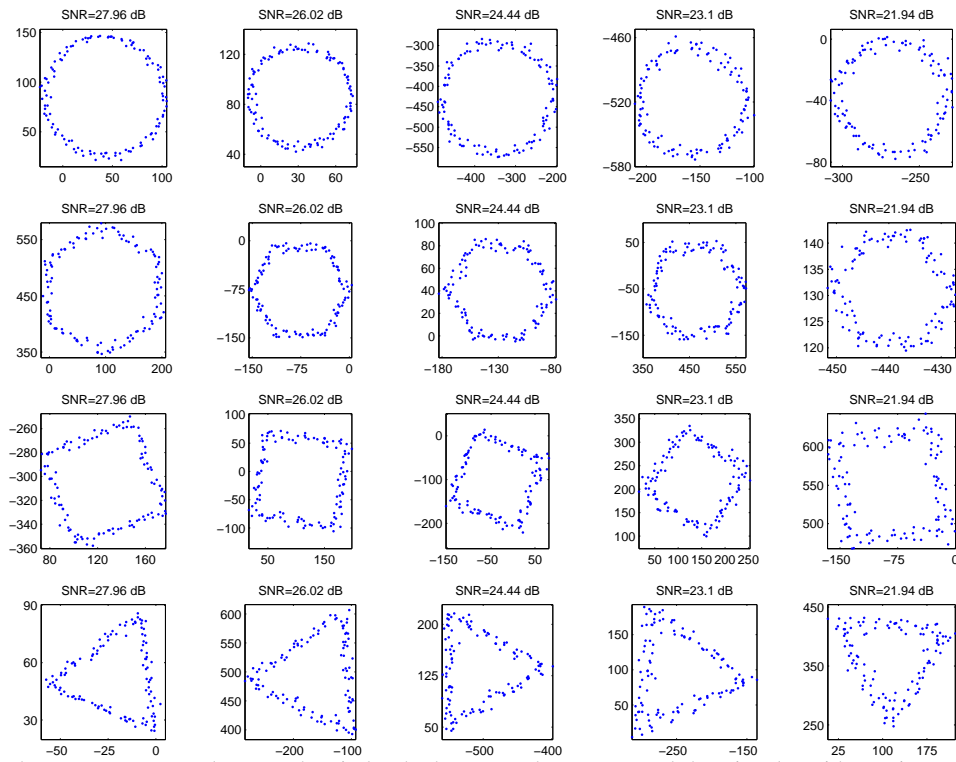 SNR=27.96 dB SNR=26.02 dB SNR=24.44 dB SNR=23.1 dB SNR=21.94 dB
150 100 50
0 50 100
120 80 40
0 30 60
−300 −350 −400 −450 −500 −550
−400 −300 −200
−460 −520 −580
−200 −150 −100
0 −40 −80
−300 −250
SNR=27.96 dB SNR=26.02 dB SNR=24.44 dB SNR=23.1 dB SNR=21.94 dB
550 450 350
0 100 200
0 −75 −150
−150 −75 0
100 80 60 40 20 0
−180 −130 −80
50 −50 −150
350 450 550
140 135 130 125 120
−450 −440 −430
SNR=27.96 dB SNR=26.02 dB SNR=24.44 dB SNR=23.1 dB SNR=21.94 dB
−260 −280 −300 −320 −340 −360
80 120 160
100 50 0 −50 −100
50 150
0 −100 −200
−150 −50 50
350 300 250 200 150 100
50 100 150 200 250
600 550 500
−150 −75 0
SNR=27.96 dB SNR=26.02 dB SNR=24.44 dB SNR=23.1 dB SNR=21.94 dB
90 60 30
−50 −25 0
600 550 500 450 400
−200 −100
200 125 50
−500 −400
150 100 50
−250 −150
450 350 250
25 100 175